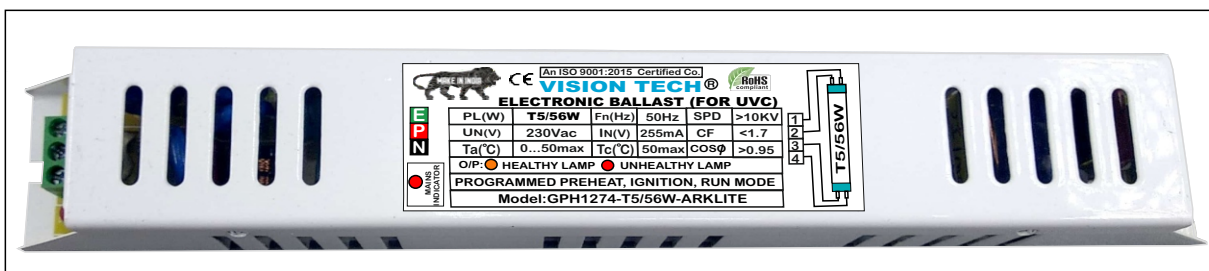 MAKE IN INDIA
CE An ISO 9001:2015 Certified Co.
VISION TECH® RoHS compliant
ELECTRONIC BALLAST (FOR UVC)
E PL(W) T5/56W Fn(Hz) 50Hz SPD >10KV 1
P UN(V) 230Vac IN(V) 255mA CF <1.7 2
N Ta(℃) 0...50max Tc(℃) 50max COSφ >0.95 3
O/P: HEALTHY LAMP UNHEALTHY LAMP 4
T5/56W
MAINS INDICATOR
PROGRAMMED PREHEAT, IGNITION, RUN MODE
Model:GPH1274-T5/56W-ARKLITE